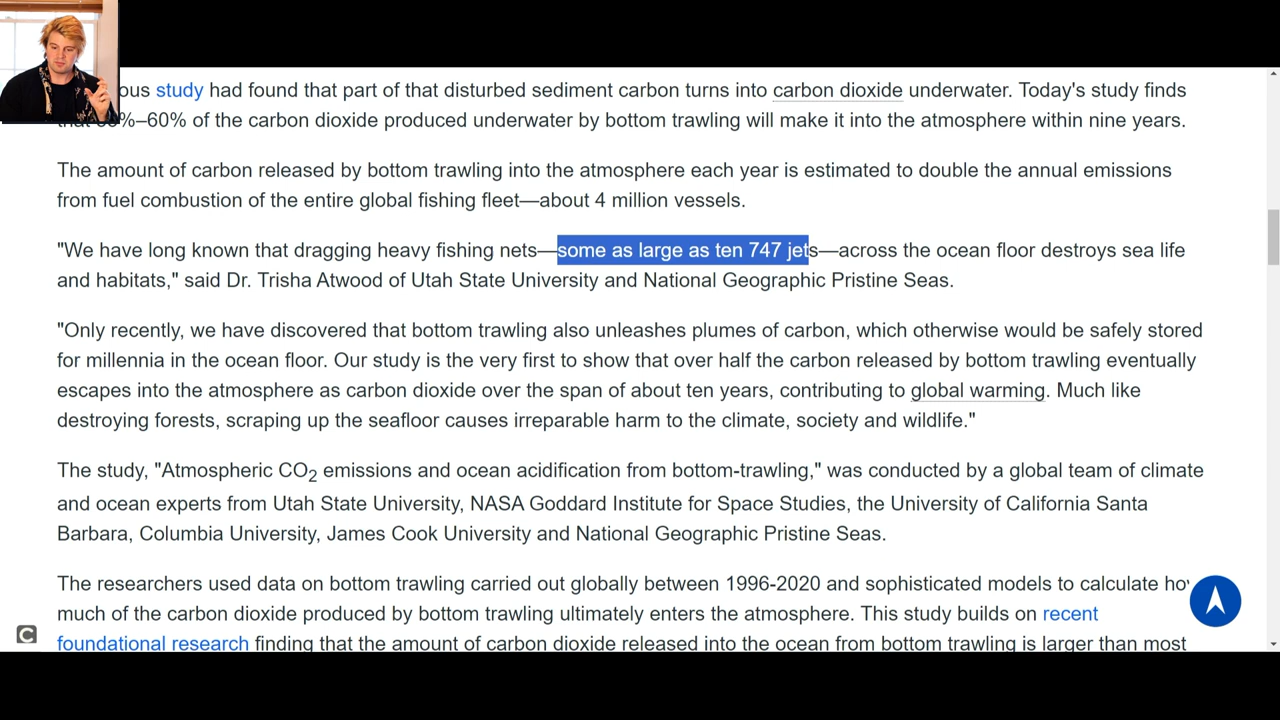 ous study had found that part of that disturbed sediment carbon turns into carbon dioxide underwater. Today's study finds
%–60% of the carbon dioxide produced underwater by bottom trawling will make it into the atmosphere within nine years.
The amount of carbon released by bottom trawling into the atmosphere each year is estimated to double the annual emissions
from fuel combustion of the entire global fishing fleet—about 4 million vessels.
"We have long known that dragging heavy fishing nets—some as large as ten 747 jets—across the ocean floor destroys sea life
and habitats," said Dr. Trisha Atwood of Utah State University and National Geographic Pristine Seas.
"Only recently, we have discovered that bottom trawling also unleashes plumes of carbon, which otherwise would be safely stored
for millennia in the ocean floor. Our study is the very first to show that over half the carbon released by bottom trawling eventually
escapes into the atmosphere as carbon dioxide over the span of about ten years, contributing to global warming. Much like
destroying forests, scraping up the seafloor causes irreparable harm to the climate, society and wildlife."
The study, "Atmospheric CO2 emissions and ocean acidification from bottom-trawling," was conducted by a global team of climate
and ocean experts from Utah State University, NASA Goddard Institute for Space Studies, the University of California Santa
Barbara, Columbia University, James Cook University and National Geographic Pristine Seas.
The researchers used data on bottom trawling carried out globally between 1996-2020 and sophisticated models to calculate ho
much of the carbon dioxide produced by bottom trawling ultimately enters the atmosphere. This study builds on recent
foundational research finding that the amount of carbon dioxide released into the ocean from bottom trawling is larger than most